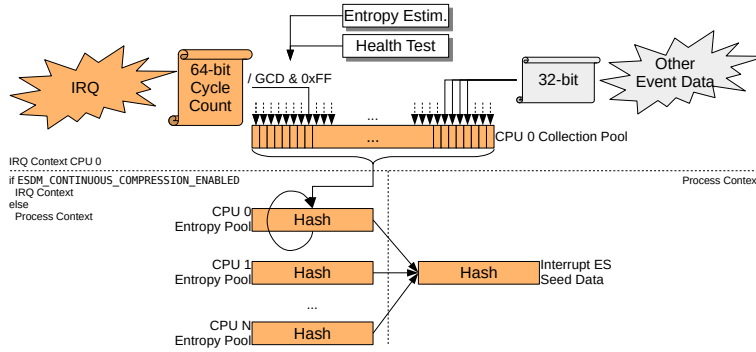 Entropy Estim.
Health Test
IRQ
64-bit
Cycle
Count
/ GCD & 0xFF
32-bit
Other
Event Data
...
...
CPU 0 Collection Pool
IRQ Context CPU 0
if ESDM_CONTINUOUS_COMPRESSION_ENABLED
IRQ Context
else
Process Context
Process Context
CPU 0
Entropy Pool
Hash
CPU 1
Entropy Pool
Hash
Hash
Interrupt ES
Seed Data
...
CPU N
Entropy Pool
Hash